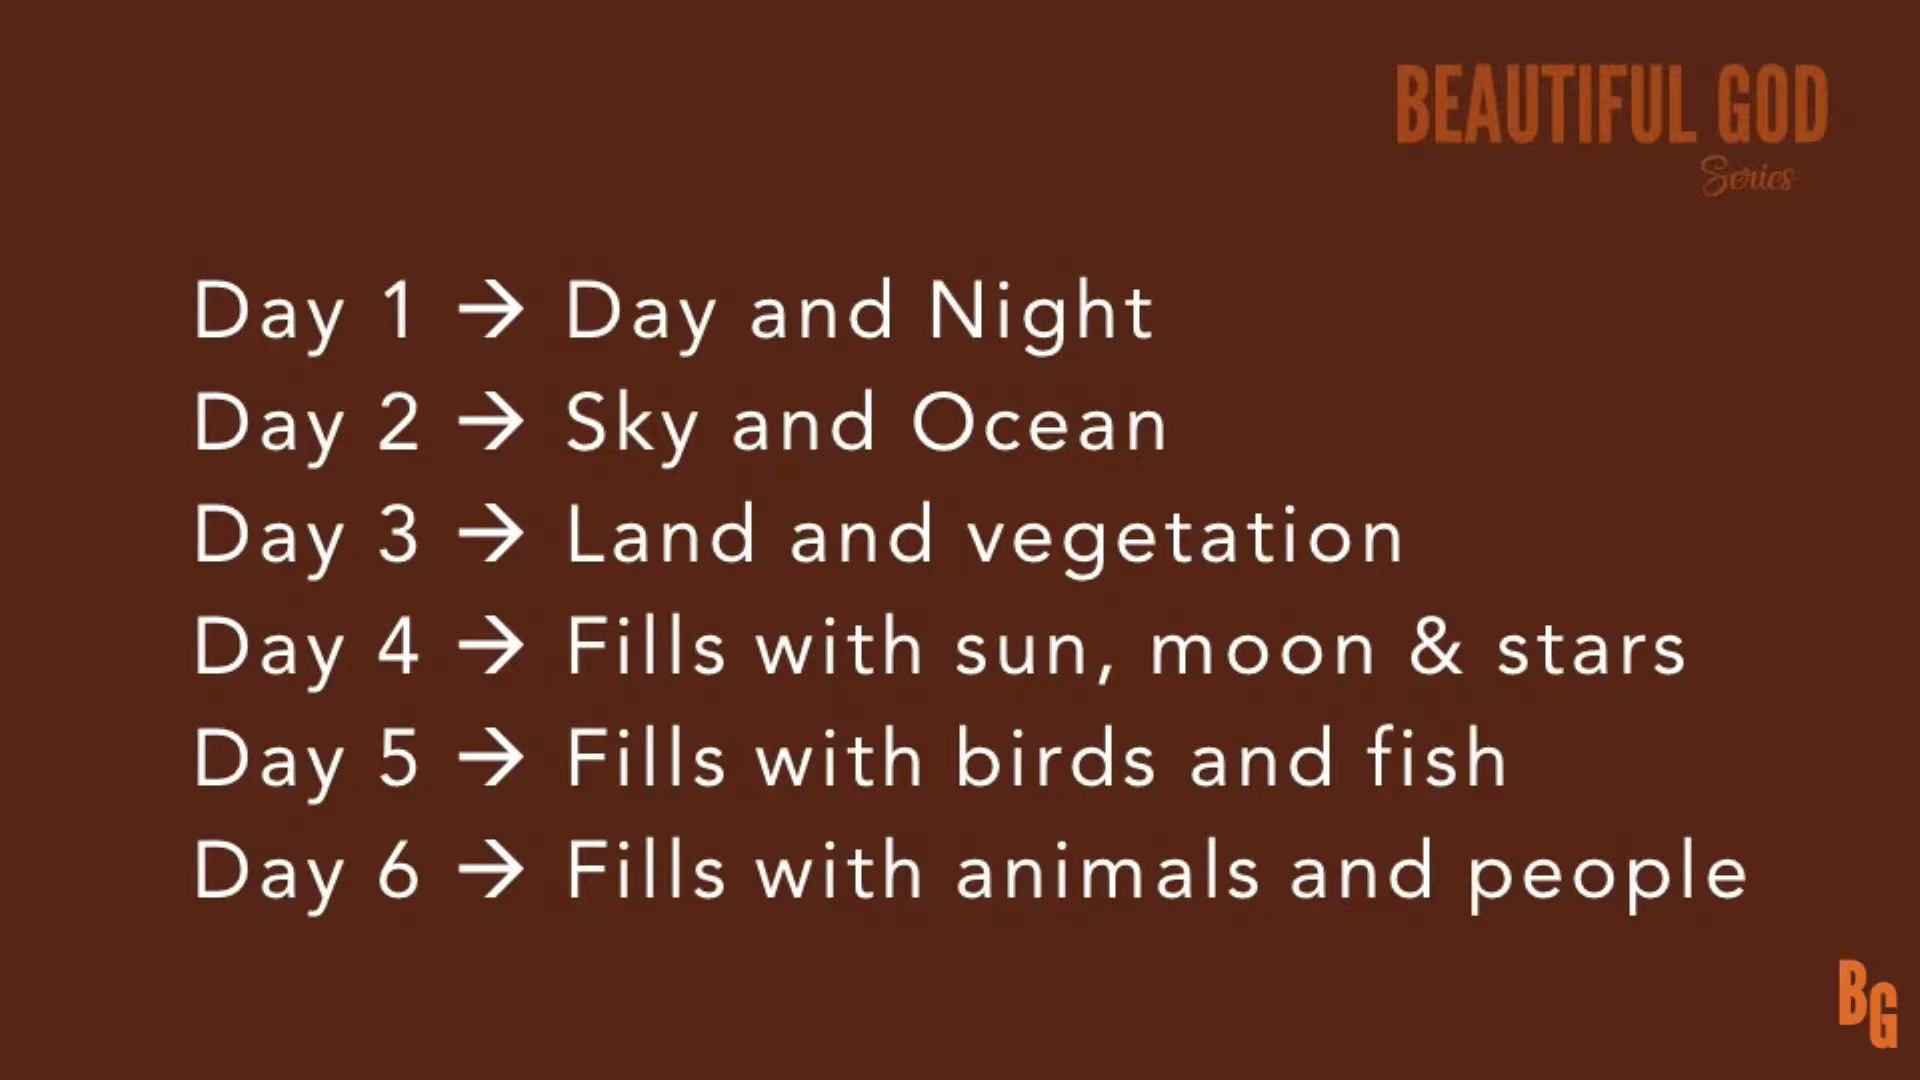 BEAUTIFUL GOD
Series
Day 1 → Day and Night
Day 2 → Sky and Ocean
Day 3 → Land and vegetation
Day 4 → Fills with sun, moon & stars
Day 5 → Fills with birds and fish
Day 6 → Fills with animals and people
BG